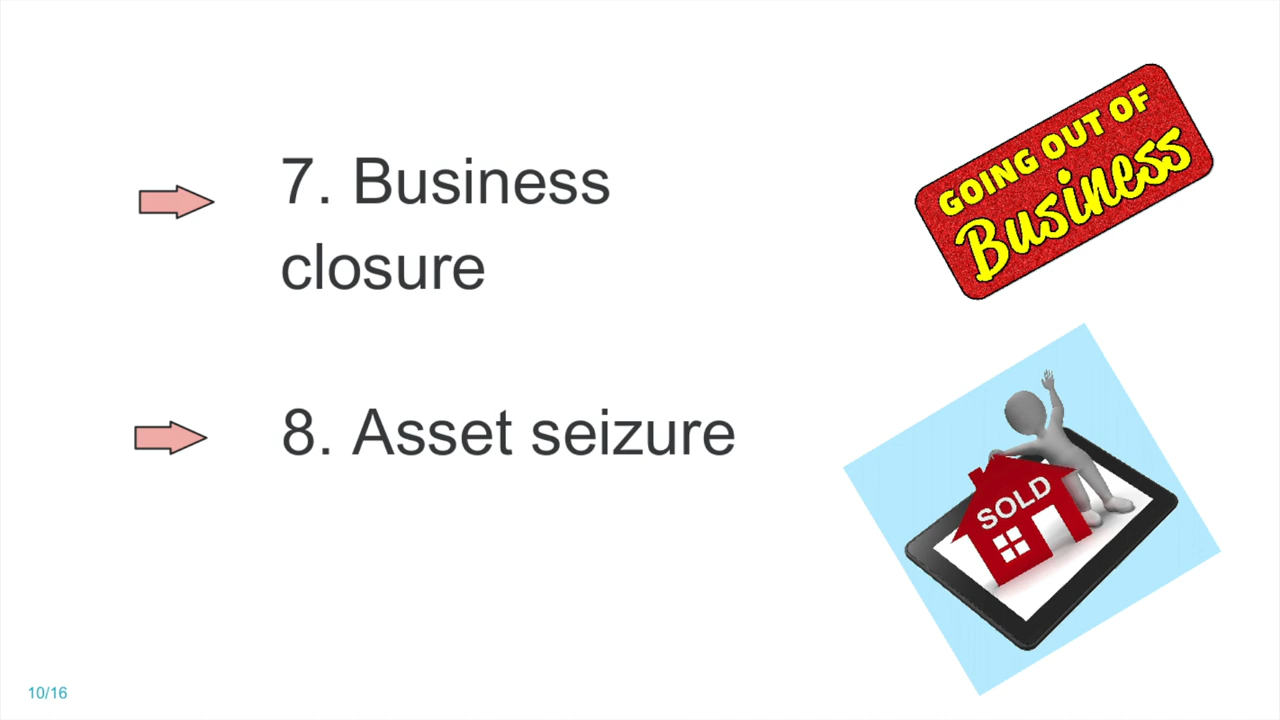 7. Business
closure
8. Asset seizure
GOING OUT OF
Business
SOLD
10/16